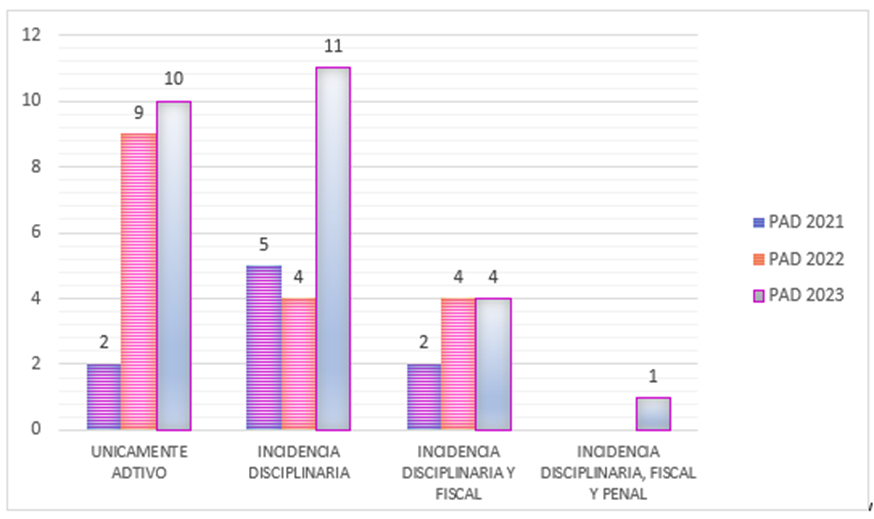 12
10
8
6
4
2
0
2
9
10
5
4
11
2
4
4
1
UNICAMENTE
ADTIVO
INCIDENCIA
DISCIPLINARIA
INCIDENCIA
DISCIPLINARIA Y
FISCAL
INCIDENCIA
DISCIPLINARIA, FISCAL
Y PENAL
PAD 2021
PAD 2022
PAD 2023